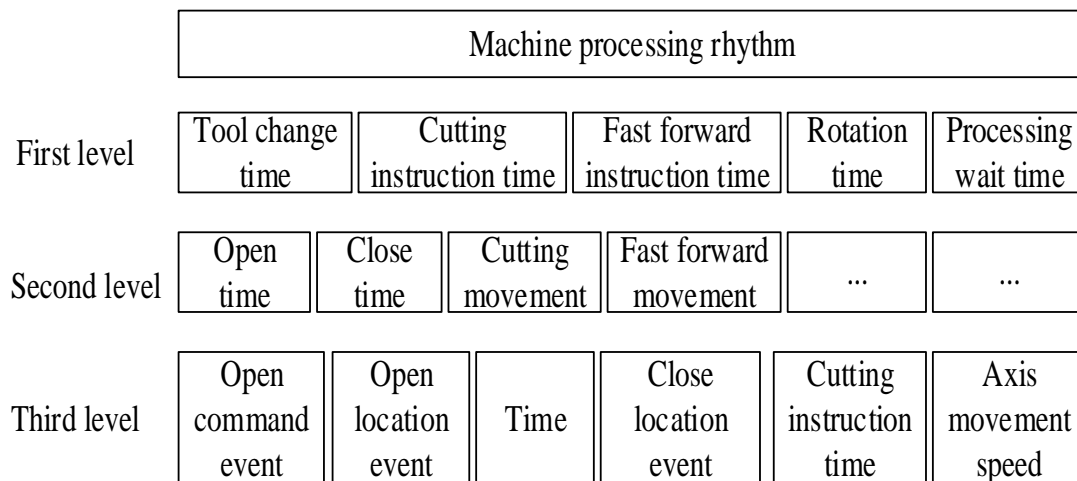 Machine processing rhythm
First level
Tool change
time
Cutting
instruction time
Fast forward
instruction time
Rotation
time
Processing
wait time
Second level
Open
time
Close
time
Cutting
movement
Fast forward
movement
...
...
Third level
Open
command
event
Open
location
event
Time
Close
location
event
Cutting
instruction
time
Axis
movement
speed